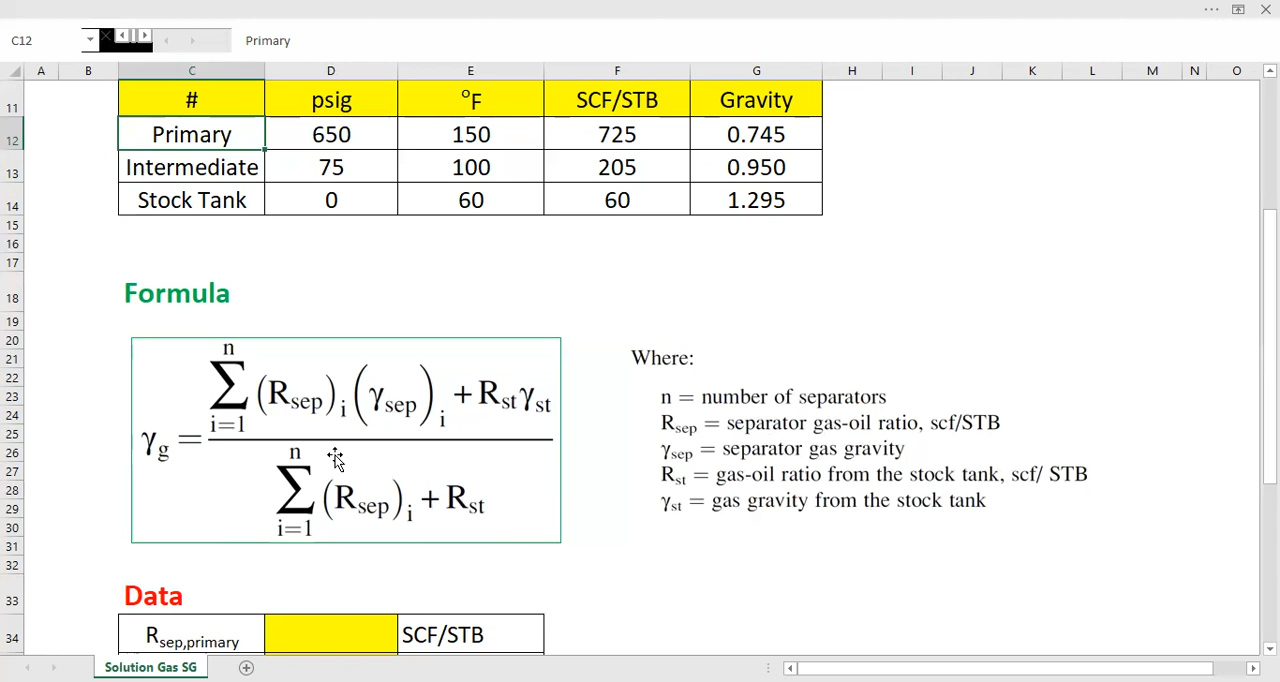 C12 Primary
A B C D E F G H I J K L M N O
11 # psig °F SCF/STB Gravity
12 Primary 650 150 725 0.745
13 Intermediate 75 100 205 0.950
14 Stock Tank 0 60 60 1.295
15
16
17
18 Formula
19
20
21
22
23
24
25
26
27
28
29
30
31
32
γg = n Σ i=1 (Rsep)i (γsep)i + Rst γst
n Σ i=1 (Rsep)i + Rst
Where:
n = number of separators
Rsep = separator gas-oil ratio, scf/STB
γsep = separator gas gravity
Rst = gas-oil ratio from the stock tank, scf/ STB
γst = gas gravity from the stock tank
33 Data
34 Rsep,primary SCF/STB
Solution Gas SG